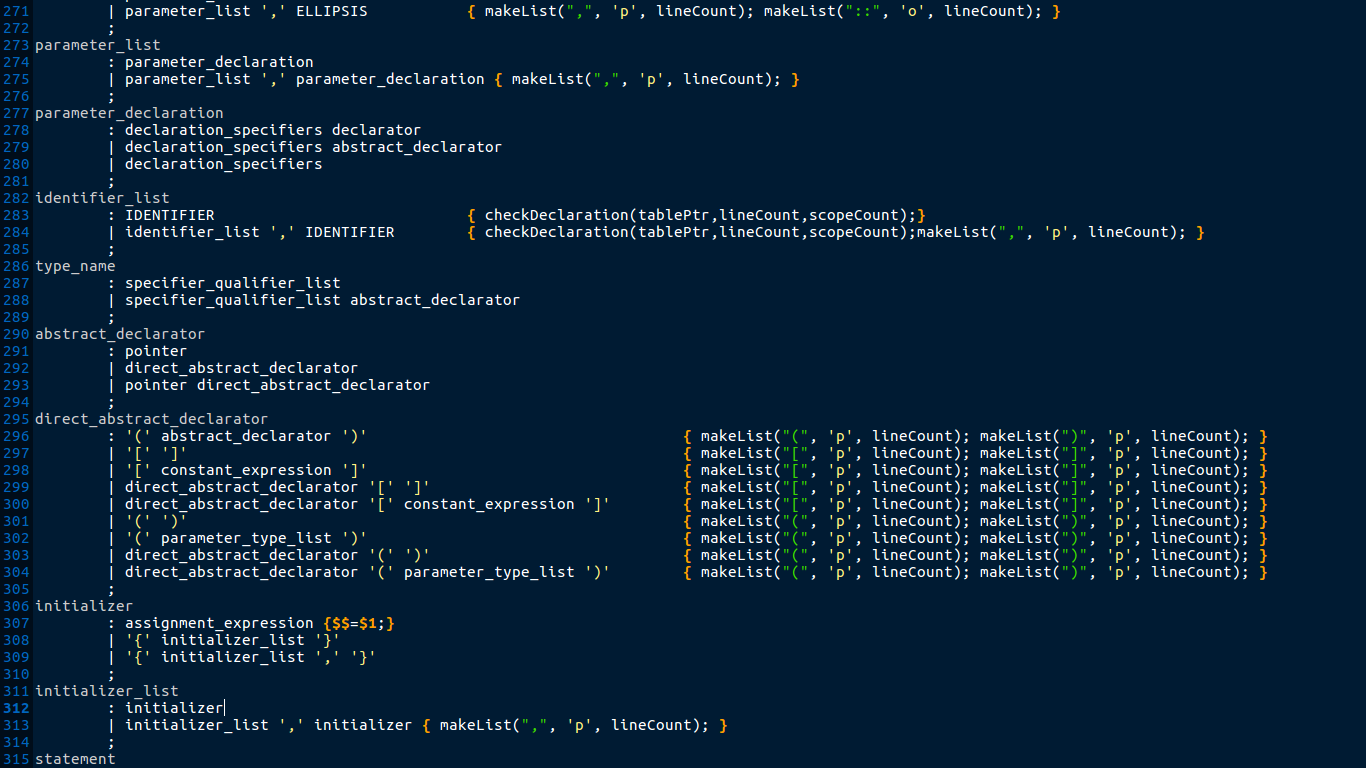 271         | parameter_list ',' ELLIPSIS           { makeList(",", 'p', lineCount); makeList("::", 'o', lineCount); }
272         ;
273 parameter_list
274         : parameter_declaration
275         | parameter_list ',' parameter_declaration { makeList(",", 'p', lineCount); }
276         ;
277 parameter_declaration
278         : declaration_specifiers declarator
279         | declaration_specifiers abstract_declarator
280         | declaration_specifiers
281         ;
282 identifier_list
283         : IDENTIFIER                            { checkDeclaration(tablePtr,lineCount,scopeCount);}
284         | identifier_list ',' IDENTIFIER        { checkDeclaration(tablePtr,lineCount,scopeCount);makeList(",", 'p', lineCount); }
285         ;
286 type_name
287         : specifier_qualifier_list
288         | specifier_qualifier_list abstract_declarator
289         ;
290 abstract_declarator
291         : pointer
292         | direct_abstract_declarator
293         | pointer direct_abstract_declarator
294         ;
295 direct_abstract_declarator
296         : '(' abstract_declarator ')'                                   { makeList("(", 'p', lineCount); makeList(")", 'p', lineCount); }
297         | '[' ']'                                                       { makeList("[", 'p', lineCount); makeList("]", 'p', lineCount); }
298         | '[' constant_expression ']'                                   { makeList("[", 'p', lineCount); makeList("]", 'p', lineCount); }
299         | direct_abstract_declarator '[' ']'                            { makeList("[", 'p', lineCount); makeList("]", 'p', lineCount); }
300         | direct_abstract_declarator '[' constant_expression ']'        { makeList("[", 'p', lineCount); makeList("]", 'p', lineCount); }
301         | '(' ')'                                                       { makeList("(", 'p', lineCount); makeList(")", 'p', lineCount); }
302         | '(' parameter_type_list ')'                                   { makeList("(", 'p', lineCount); makeList(")", 'p', lineCount); }
303         | direct_abstract_declarator '(' ')'                            { makeList("(", 'p', lineCount); makeList(")", 'p', lineCount); }
304         | direct_abstract_declarator '(' parameter_type_list ')'        { makeList("(", 'p', lineCount); makeList(")", 'p', lineCount); }
305         ;
306 initializer
307         : assignment_expression {$$=$1;}
308         | '{' initializer_list '}'
309         | '{' initializer_list ',' '}'
310         ;
311 initializer_list
312         : initializer
313         | initializer_list ',' initializer { makeList(",", 'p', lineCount); }
314         ;
315 statement